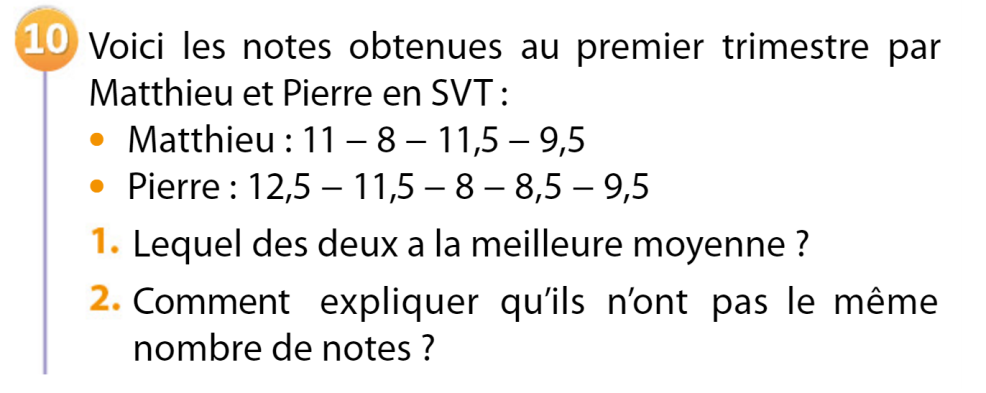 10 Voici les notes obtenues au premier trimestre par
Matthieu et Pierre en SVT :
• Matthieu : 11 – 8 – 11,5 – 9,5
• Pierre : 12,5 – 11,5 – 8 – 8,5 – 9,5
1. Lequel des deux a la meilleure moyenne ?
2. Comment expliquer qu’ils n’ont pas le même
nombre de notes ?